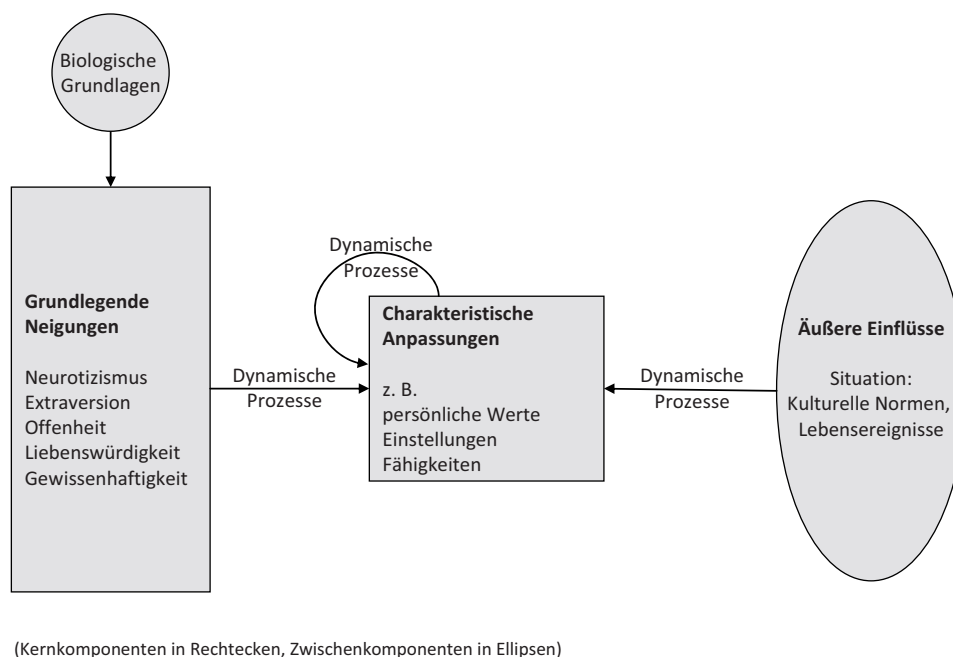 Biologische
Grundlagen
Grundlegende
Neigungen
Neurotizismus
Extraversion
Offenheit
Liebenswürdigkeit
Gewissenhaftigkeit
Dynamische
Prozesse
Dynamische
Prozesse
Charakteristische
Anpassungen
z. B.
persönliche Werte
Einstellungen
Fähigkeiten
Dynamische
Prozesse
Äußere Einflüsse
Situation:
Kulturelle Normen,
Lebensereignisse
(Kernkomponenten in Rechtecken, Zwischenkomponenten in Ellipsen)